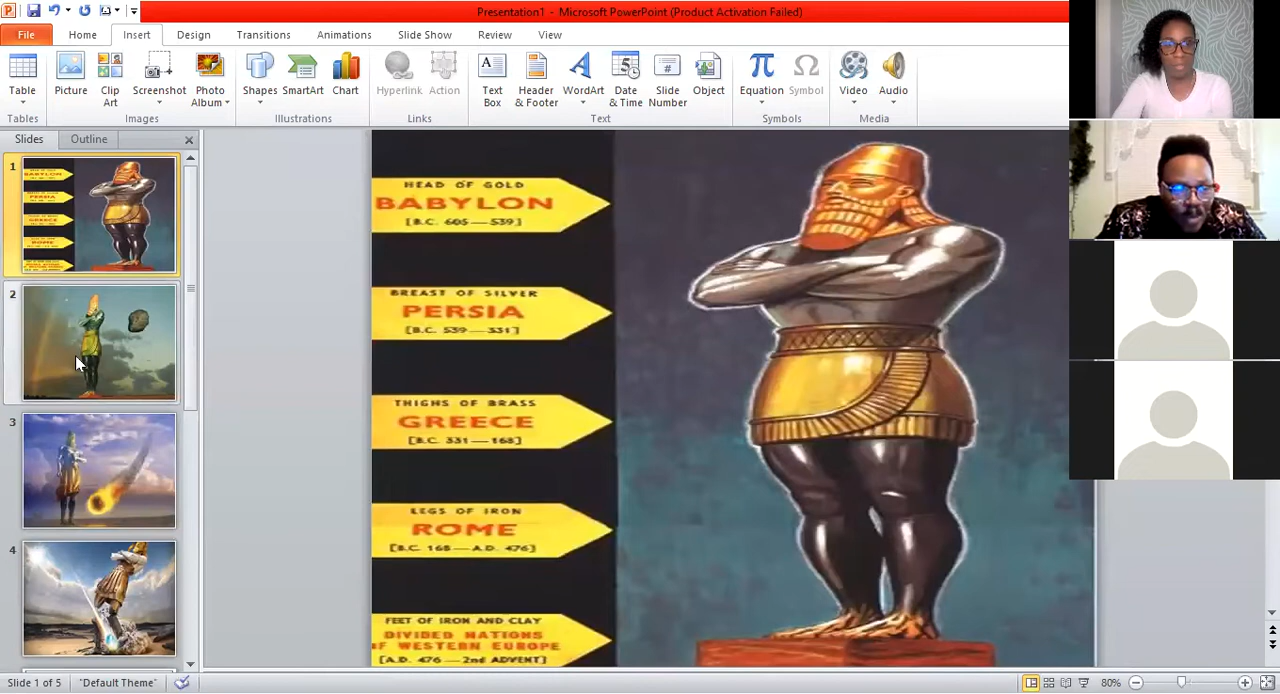 Presentation1 - Microsoft PowerPoint (Product Activation Failed)
File Home Insert Design Transitions Animations Slide Show Review View
Table Picture Clip Art Screenshot Photo Album Shapes SmartArt Chart Hyperlink Action Text Box Header & Footer WordArt Date & Time Slide Number Object Equation Symbol Video Audio
Tables Images Illustrations Links Text Symbols Media
Slides Outline
1
2
3
4
HEAD OF GOLD
BABYLON
[B.C. 605—539]
BREAST OF SILVER
PERSIA
[B.C. 539—331]
THIGHS OF BRASS
GREECE
[B.C. 331—168]
LEGS OF IRON
ROME
[B.C. 168—A.D. 476]
FEET OF IRON AND CLAY
DIVIDED NATIONS
OF WESTERN EUROPE
[A.D. 476—2nd ADVENT]
Slide 1 of 5 "Default Theme" 80%